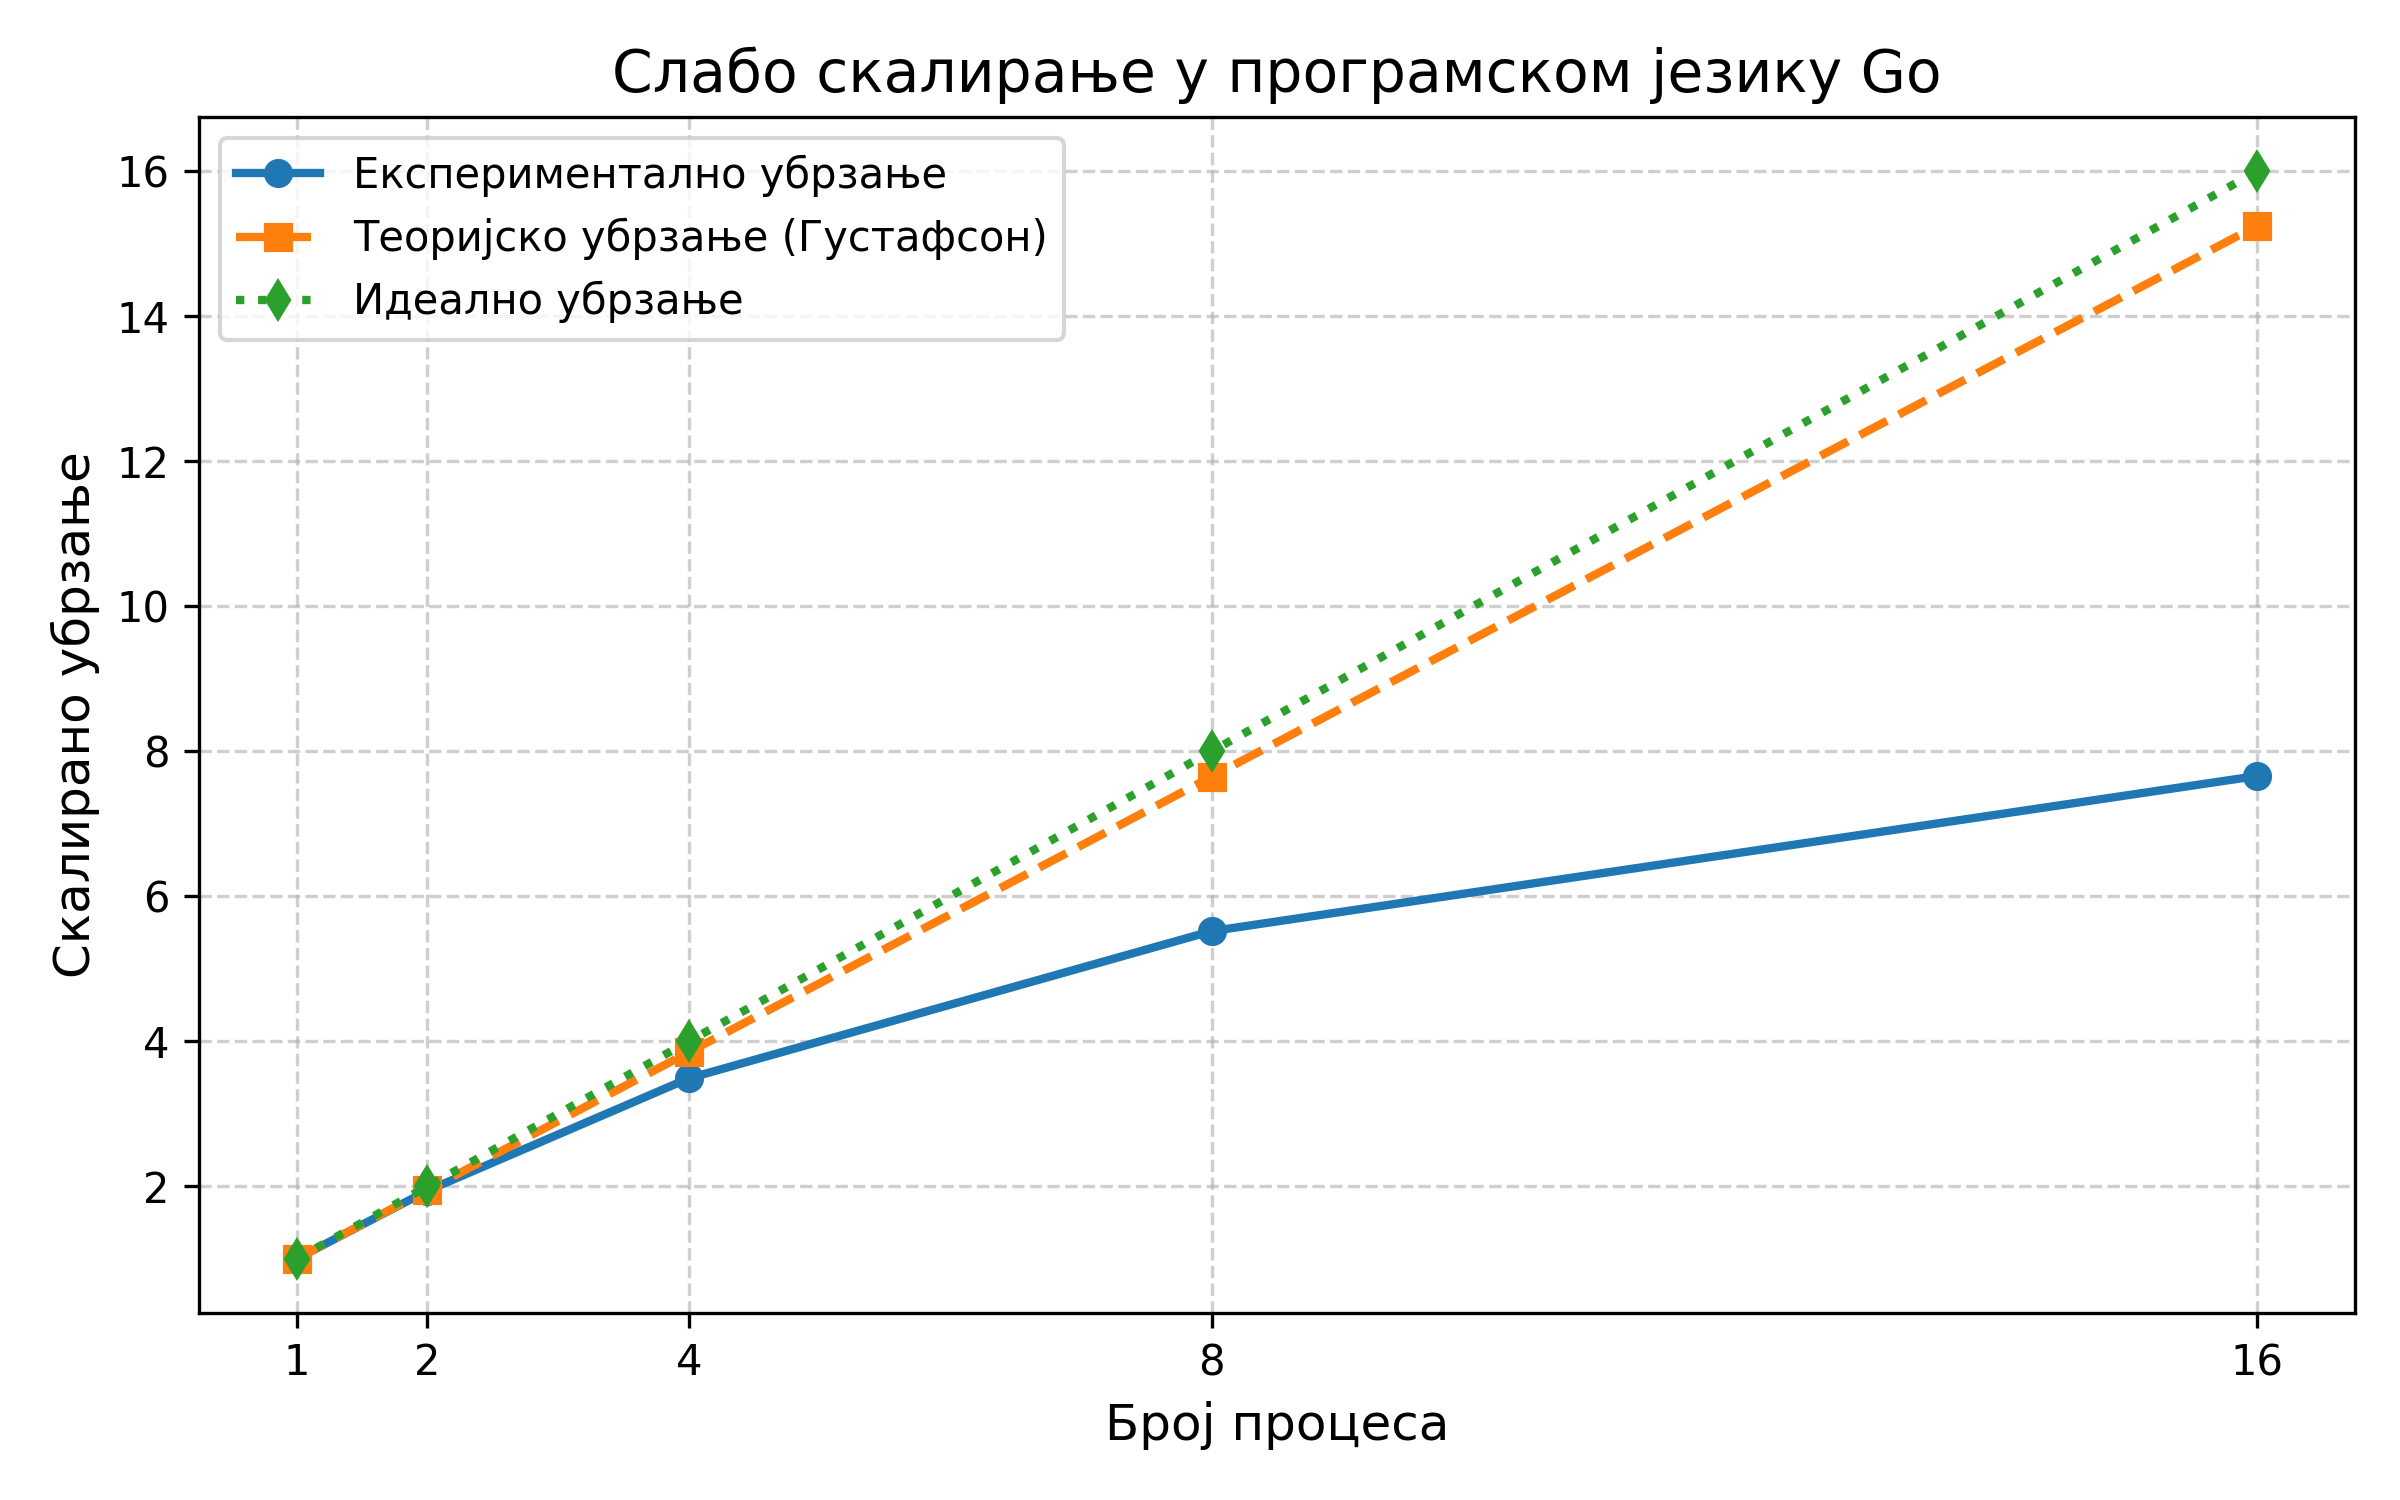 Слабо скалирање у програмском језику Go
Експериментално убрзање
Теоријско убрзање (Густафсон)
Идеално убрзање
Скалирано убрзање
16
14
12
10
8
6
4
2
1 2 4 8 16
Број процеса